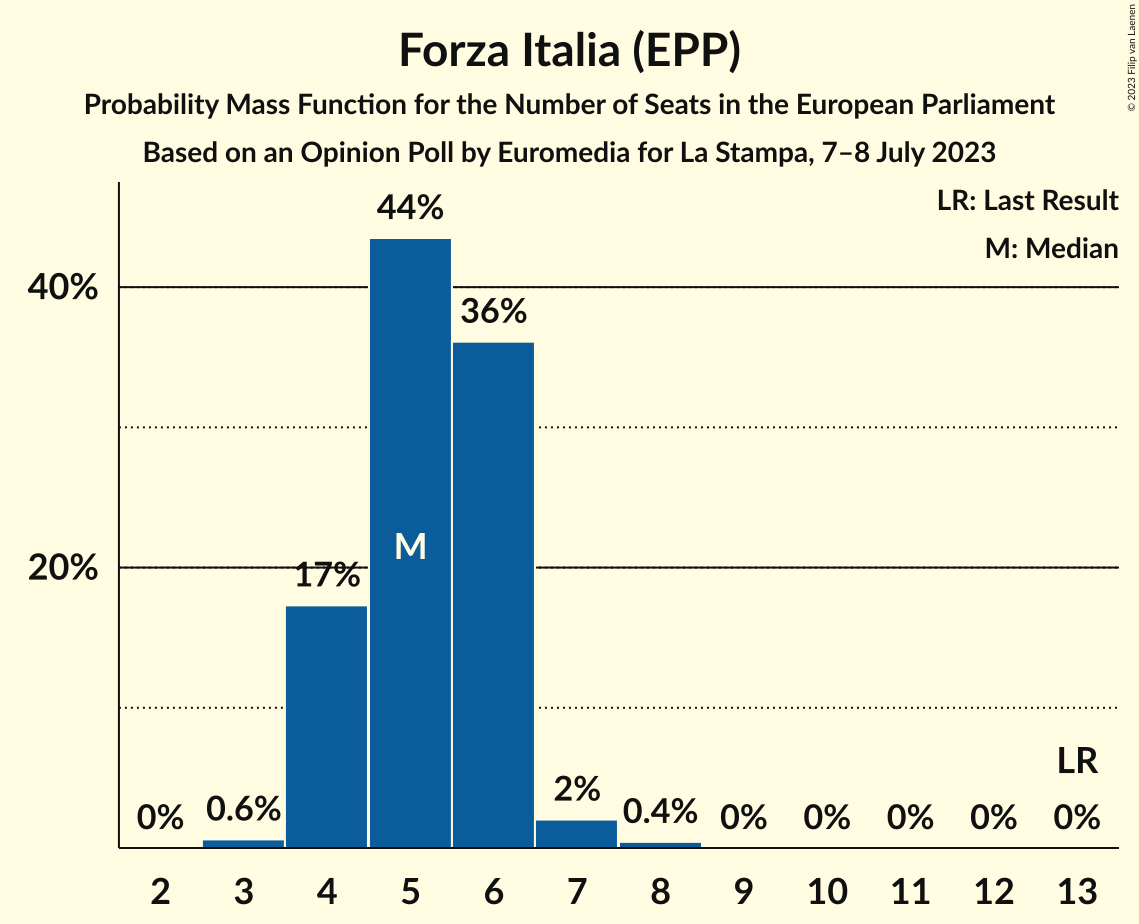 Forza Italia (EPP)
Probability Mass Function for the Number of Seats in the European Parliament
Based on an Opinion Poll by Euromedia for La Stampa, 7–8 July 2023
© 2023 Filip van Laenen
LR: Last Result
M: Median
40%
20%
44%
36%
M
17%
LR
0% 0.6% 2% 0.4% 0% 0% 0% 0% 0%
2 3 4 5 6 7 8 9 10 11 12 13